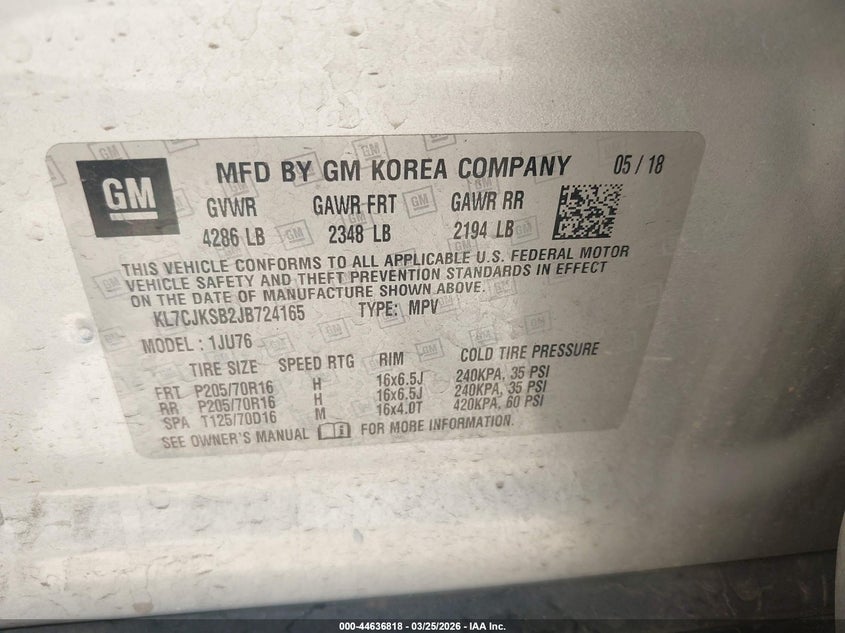 GM
MFD BY GM KOREA COMPANY 05 / 18
GVWR GAWR FRT GAWR RR
4286 LB 2348 LB 2194 LB
THIS VEHICLE CONFORMS TO ALL APPLICABLE U.S. FEDERAL MOTOR
VEHICLE SAFETY AND THEFT PREVENTION STANDARDS IN EFFECT
ON THE DATE OF MANUFACTURE SHOWN ABOVE.
KL7CJKSB2JB724165 TYPE: MPV
MODEL : 1JU76
TIRE SIZE SPEED RTG RIM COLD TIRE PRESSURE
FRT P205/70R16 H 16x6.5J 240KPA, 35 PSI
RR P205/70R16 H 16x6.5J 240KPA, 35 PSI
SPA T125/70D16 M 16x4.0T 420KPA, 60 PSI
SEE OWNER'S MANUAL FOR MORE INFORMATION.
000-44636818 - 03/25/2026 - IAA Inc.